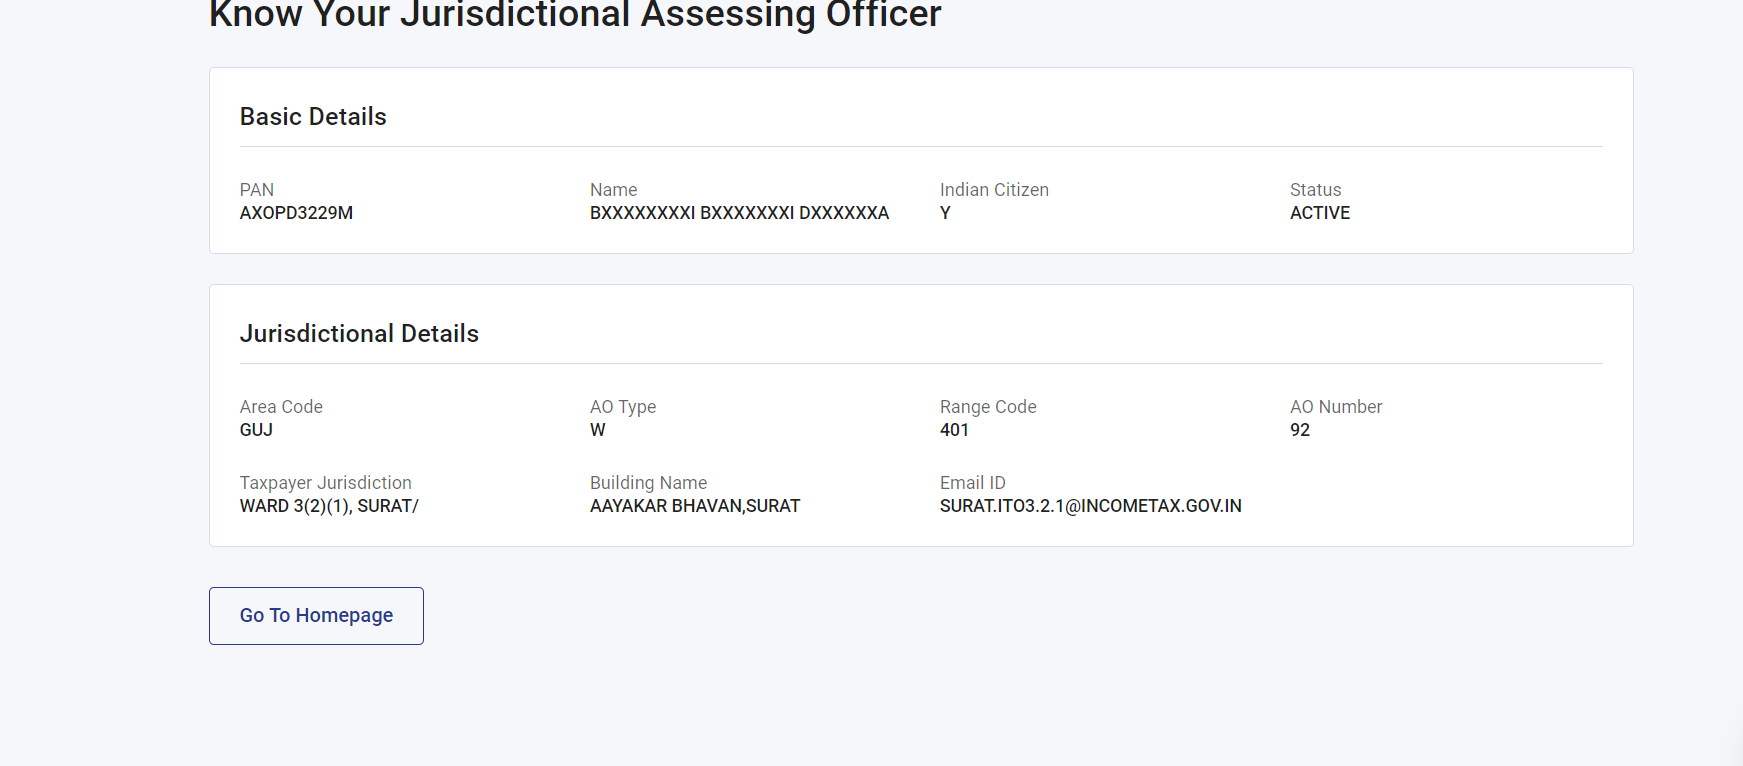 Know Your Jurisdictional Assessing Officer
Basic Details
PAN Name Indian Citizen Status
AXOPD3229M BXXXXXXXXI BXXXXXXXI DXXXXXXA Y ACTIVE
Jurisdictional Details
Area Code AO Type Range Code AO Number
GUJ W 401 92
Taxpayer Jurisdiction Building Name Email ID
WARD 3(2)(1), SURAT/ AAYAKAR BHAVAN,SURAT SURAT.ITO3.2.1@INCOMETAX.GOV.IN
Go To Homepage